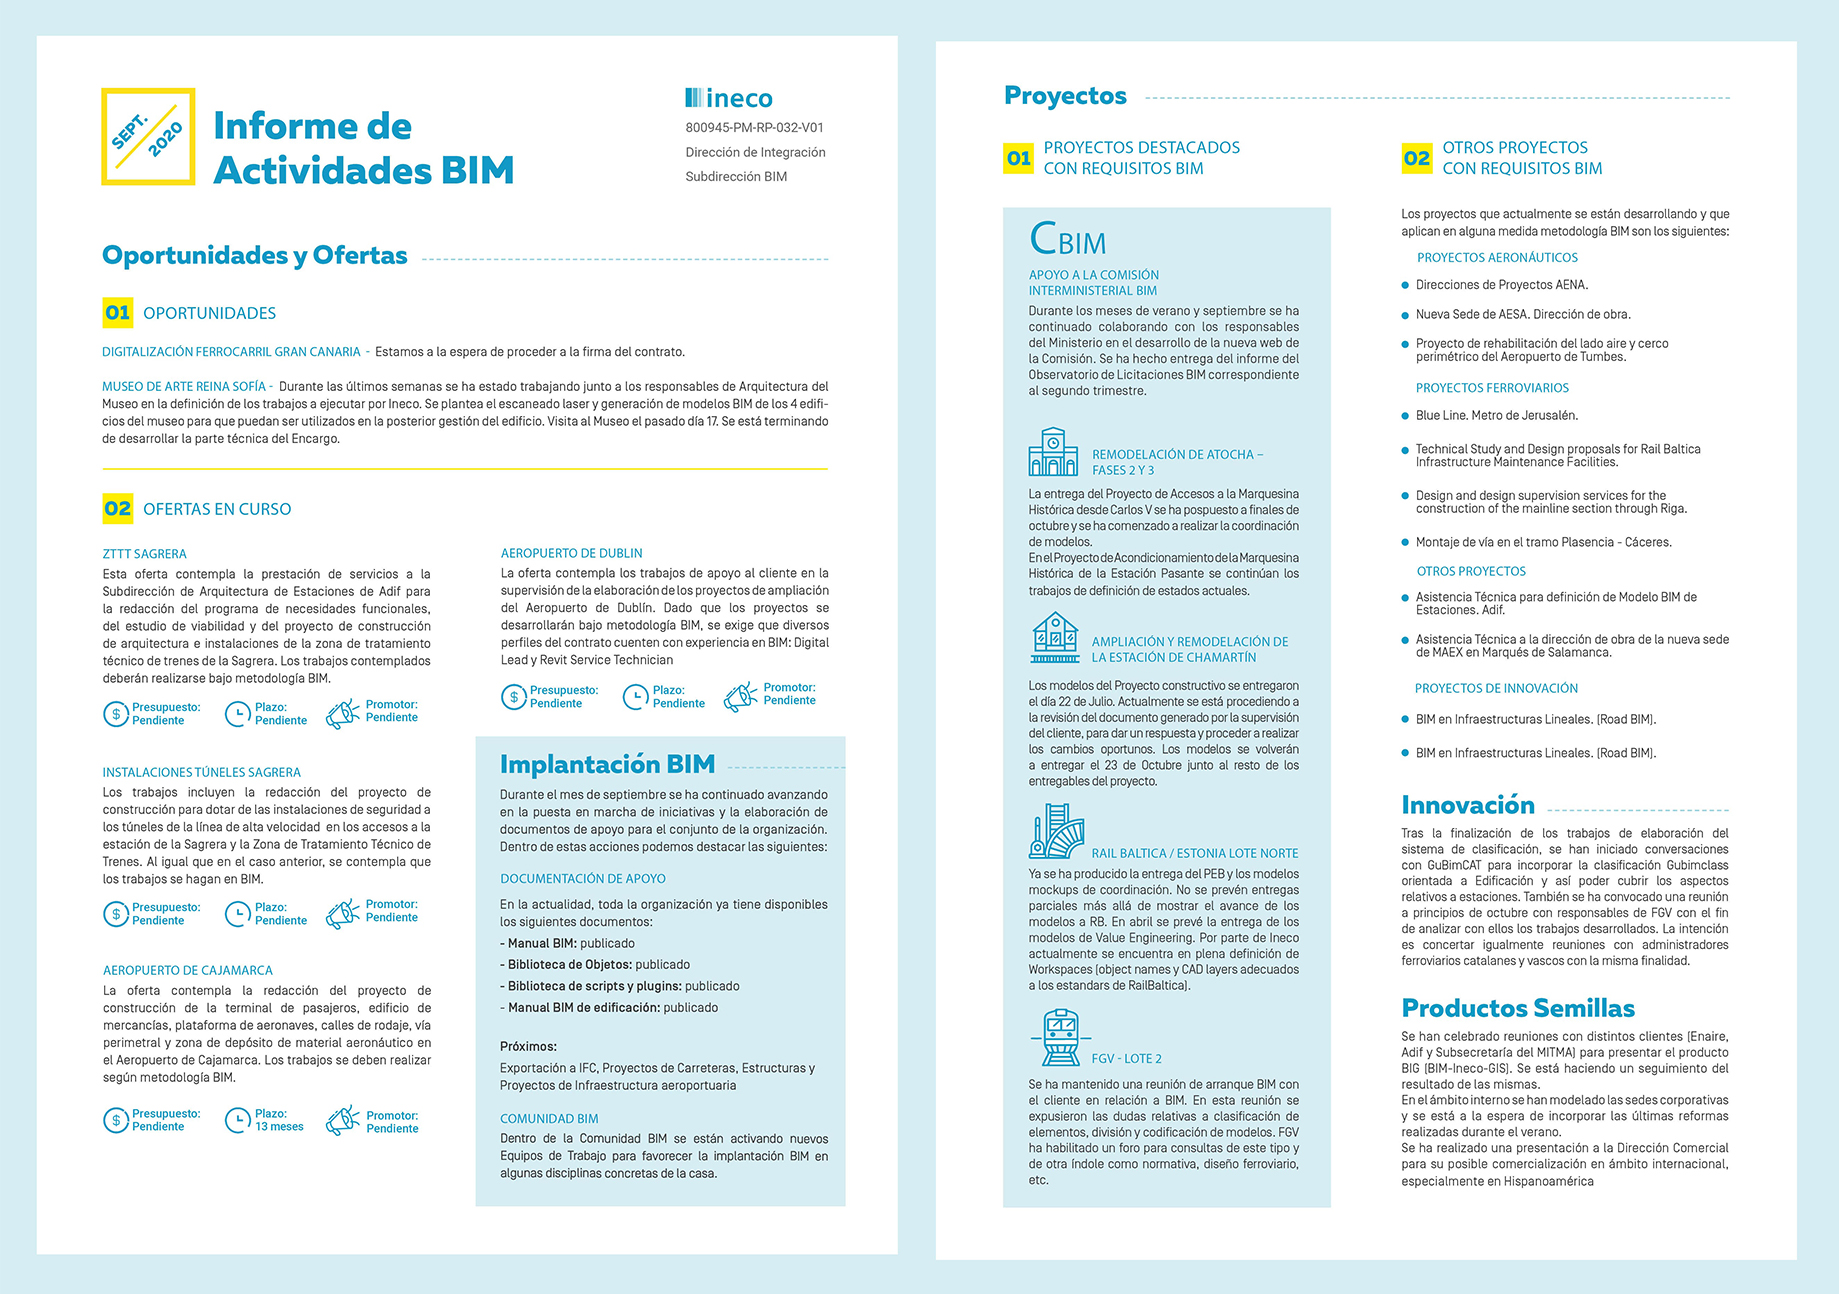 SEPT.
2020
Informe de
Actividades BIM
ineco
800945-PM-RP-032-V01
Dirección de Integración
Subdirección BIM
Oportunidades y Ofertas
01 OPORTUNIDADES
DIGITALIZACIÓN FERROCARRIL GRAN CANARIA - Estamos a la espera de proceder a la firma del contrato.
MUSEO DE ARTE REINA SOFÍA - Durante las últimos semanas se ha estado trabajando junto a los responsables de Arquitectura del
Museo en la definición de los trabajos a ejecutar por Ineco. Se plantea el escaneado laser y generación de modelos BIM de los 4 edifi-
cios del museo para que puedan ser utilizados en la posterior gestión del edificio. Visita al Museo el pasado día 17. Se está terminando
de desarrollar la parte técnica del Encargo.
02 OFERTAS EN CURSO
ZTTT SAGRERA
Esta oferta contempla la prestación de servicios a la
Subdirección de Arquitectura de Estaciones de Adif para
la redacción del programa de necesidades funcionales,
del estudio de viabilidad y del proyecto de construcción
de arquitectura e instalaciones de la zona de tratamiento
técnico de trenes de la Sagrera. Los trabajos contemplados
deberán realizarse bajo metodología BIM.
Presupuesto: Plazo: Promotor:
Pendiente Pendiente Pendiente
INSTALACIONES TÚNELES SAGRERA
Los trabajos incluyen la redacción del proyecto de
construcción para dotar de las instalaciones de seguridad a
los túneles de la línea de alta velocidad en los accesos a la
estación de la Sagrera y la Zona de Tratamiento Técnico de
Trenes. Al igual que en el caso anterior, se contempla que
los trabajos se hagan en BIM.
Presupuesto: Plazo: Promotor:
Pendiente Pendiente Pendiente
AEROPUERTO DE CAJAMARCA
La oferta contempla la redacción del proyecto de
construcción de la terminal de pasajeros, edificio de
mercancías, plataforma de aeronaves, calles de rodaje, vía
perimetral y zona de depósito de material aeronáutico en
el Aeropuerto de Cajamarca. Los trabajos se deben realizar
según metodología BIM.
Presupuesto: Plazo: Promotor:
Pendiente 13 meses Pendiente
AEROPUERTO DE DUBLIN
La oferta contempla los trabajos de apoyo al cliente en la
supervisión de la elaboración de los proyectos de ampliación
del Aeropuerto de Dublín. Dado que los proyectos se
desarrollarán bajo metodología BIM, se exige que diversos
perfiles del contrato cuenten con experiencia en BIM: Digital
Lead y Revit Service Technician
Presupuesto: Plazo: Promotor:
Pendiente Pendiente Pendiente
Implantación BIM
Durante el mes de septiembre se ha continuado avanzando
en la puesta en marcha de iniciativas y la elaboración de
documentos de apoyo para el conjunto de la organización.
Dentro de estas acciones podemos destacar las siguientes:
DOCUMENTACIÓN DE APOYO
En la actualidad, toda la organización ya tiene disponibles
los siguientes documentos:
- Manual BIM: publicado
- Biblioteca de Objetos: publicado
- Biblioteca de scripts y plugins: publicado
- Manual BIM de edificación: publicado
Próximos:
Exportación a IFC, Proyectos de Carreteras, Estructuras y
Proyectos de Infraestructura aeroportuaria
COMUNIDAD BIM
Dentro de la Comunidad BIM se están activando nuevos
Equipos de Trabajo para favorecer la implantación BIM en
algunas disciplinas concretas de la casa.
Proyectos
01 PROYECTOS DESTACADOS
CON REQUISITOS BIM
CBIM
APOYO A LA COMISIÓN
INTERMINISTERIAL BIM
Durante los meses de verano y septiembre se ha
continuado colaborando con los responsables
del Ministerio en el desarrollo de la nueva web de
la Comisión. Se ha hecho entrega del informe del
Observatorio de Licitaciones BIM correspondiente
al segundo trimestre.
REMODELACIÓN DE ATOCHA –
FASES 2 Y 3
La entrega del Proyecto de Accesos a la Marquesina
Histórica desde Carlos V se ha pospuesto a finales de
octubre y se ha comenzado a realizar la coordinación
de modelos.
En el Proyecto de Acondicionamiento de la Marquesina
Histórica de la Estación Pasante se continúan los
trabajos de definición de estados actuales.
AMPLIACIÓN Y REMODELACIÓN DE
LA ESTACIÓN DE CHAMARTÍN
Los modelos del Proyecto constructivo se entregaron
el día 22 de Julio. Actualmente se está procediendo a
la revisión del documento generado por la supervisión
del cliente, para dar un respuesta y proceder a realizar
los cambios oportunos. Los modelos se volverán
a entregar el 23 de Octubre junto al resto de los
entregables del proyecto.
RAIL BALTICA / ESTONIA LOTE NORTE
Ya se ha producido la entrega del PEB y los modelos
mockups de coordinación. No se prevén entregas
parciales más allá de mostrar el avance de los
modelos a RB. En abril se prevé la entrega de los
modelos de Value Engineering. Por parte de Ineco
actualmente se encuentra en plena definición de
Workspaces (object names y CAD layers adecuados
a los estandars de RailBaltica).
FGV - LOTE 2
Se ha mantenido una reunión de arranque BIM con
el cliente en relación a BIM. En esta reunión se
expusieron las dudas relativas a clasificación de
elementos, división y codificación de modelos. FGV
ha habilitado un foro para consultas de este tipo y
de otra índole como normativa, diseño ferroviario,
etc.
02 OTROS PROYECTOS
CON REQUISITOS BIM
Los proyectos que actualmente se están desarrollando y que
aplican en alguna medida metodología BIM son los siguientes:
PROYECTOS AERONÁUTICOS
Direcciones de Proyectos AENA.
Nueva Sede de AESA. Dirección de obra.
Proyecto de rehabilitación del lado aire y cerco
perimétrico del Aeropuerto de Tumbes.
PROYECTOS FERROVIARIOS
Blue Line. Metro de Jerusalén.
Technical Study and Design proposals for Rail Baltica
Infrastructure Maintenance Facilities.
Design and design supervision services for the
construction of the mainline section through Riga.
Montaje de vía en el tramo Plasencia - Cáceres.
OTROS PROYECTOS
Asistencia Técnica para definición de Modelo BIM de
Estaciones. Adif.
Asistencia Técnica a la dirección de obra de la nueva sede
de MAEX en Marqués de Salamanca.
PROYECTOS DE INNOVACIÓN
BIM en Infraestructuras Lineales. (Road BIM).
BIM en Infraestructuras Lineales. (Road BIM).
Innovación
Tras la finalización de los trabajos de elaboración del
sistema de clasificación, se han iniciado conversaciones
con GuBimCAT para incorporar la clasificación Gubimclass
orientada a Edificación y así poder cubrir los aspectos
relativos a estaciones. También se ha convocado una reunión
a principios de octubre con responsables de FGV con el fin
de analizar con ellos los trabajos desarrollados. La intención
es concertar igualmente reuniones con administradores
ferroviarios catalanes y vascos con la misma finalidad.
Productos Semillas
Se han celebrado reuniones con distintos clientes (Enaire,
Adif y Subsecretaría del MITMA) para presentar el producto
BIG (BIM-Ineco-GIS). Se está haciendo un seguimiento del
resultado de las mismas.
En el ámbito interno se han modelado las sedes corporativas
y se está a la espera de incorporar las últimas reformas
realizadas durante el verano.
Se ha realizado una presentación a la Dirección Comercial
para su posible comercialización en ámbito internacional,
especialmente en Hispanoamérica